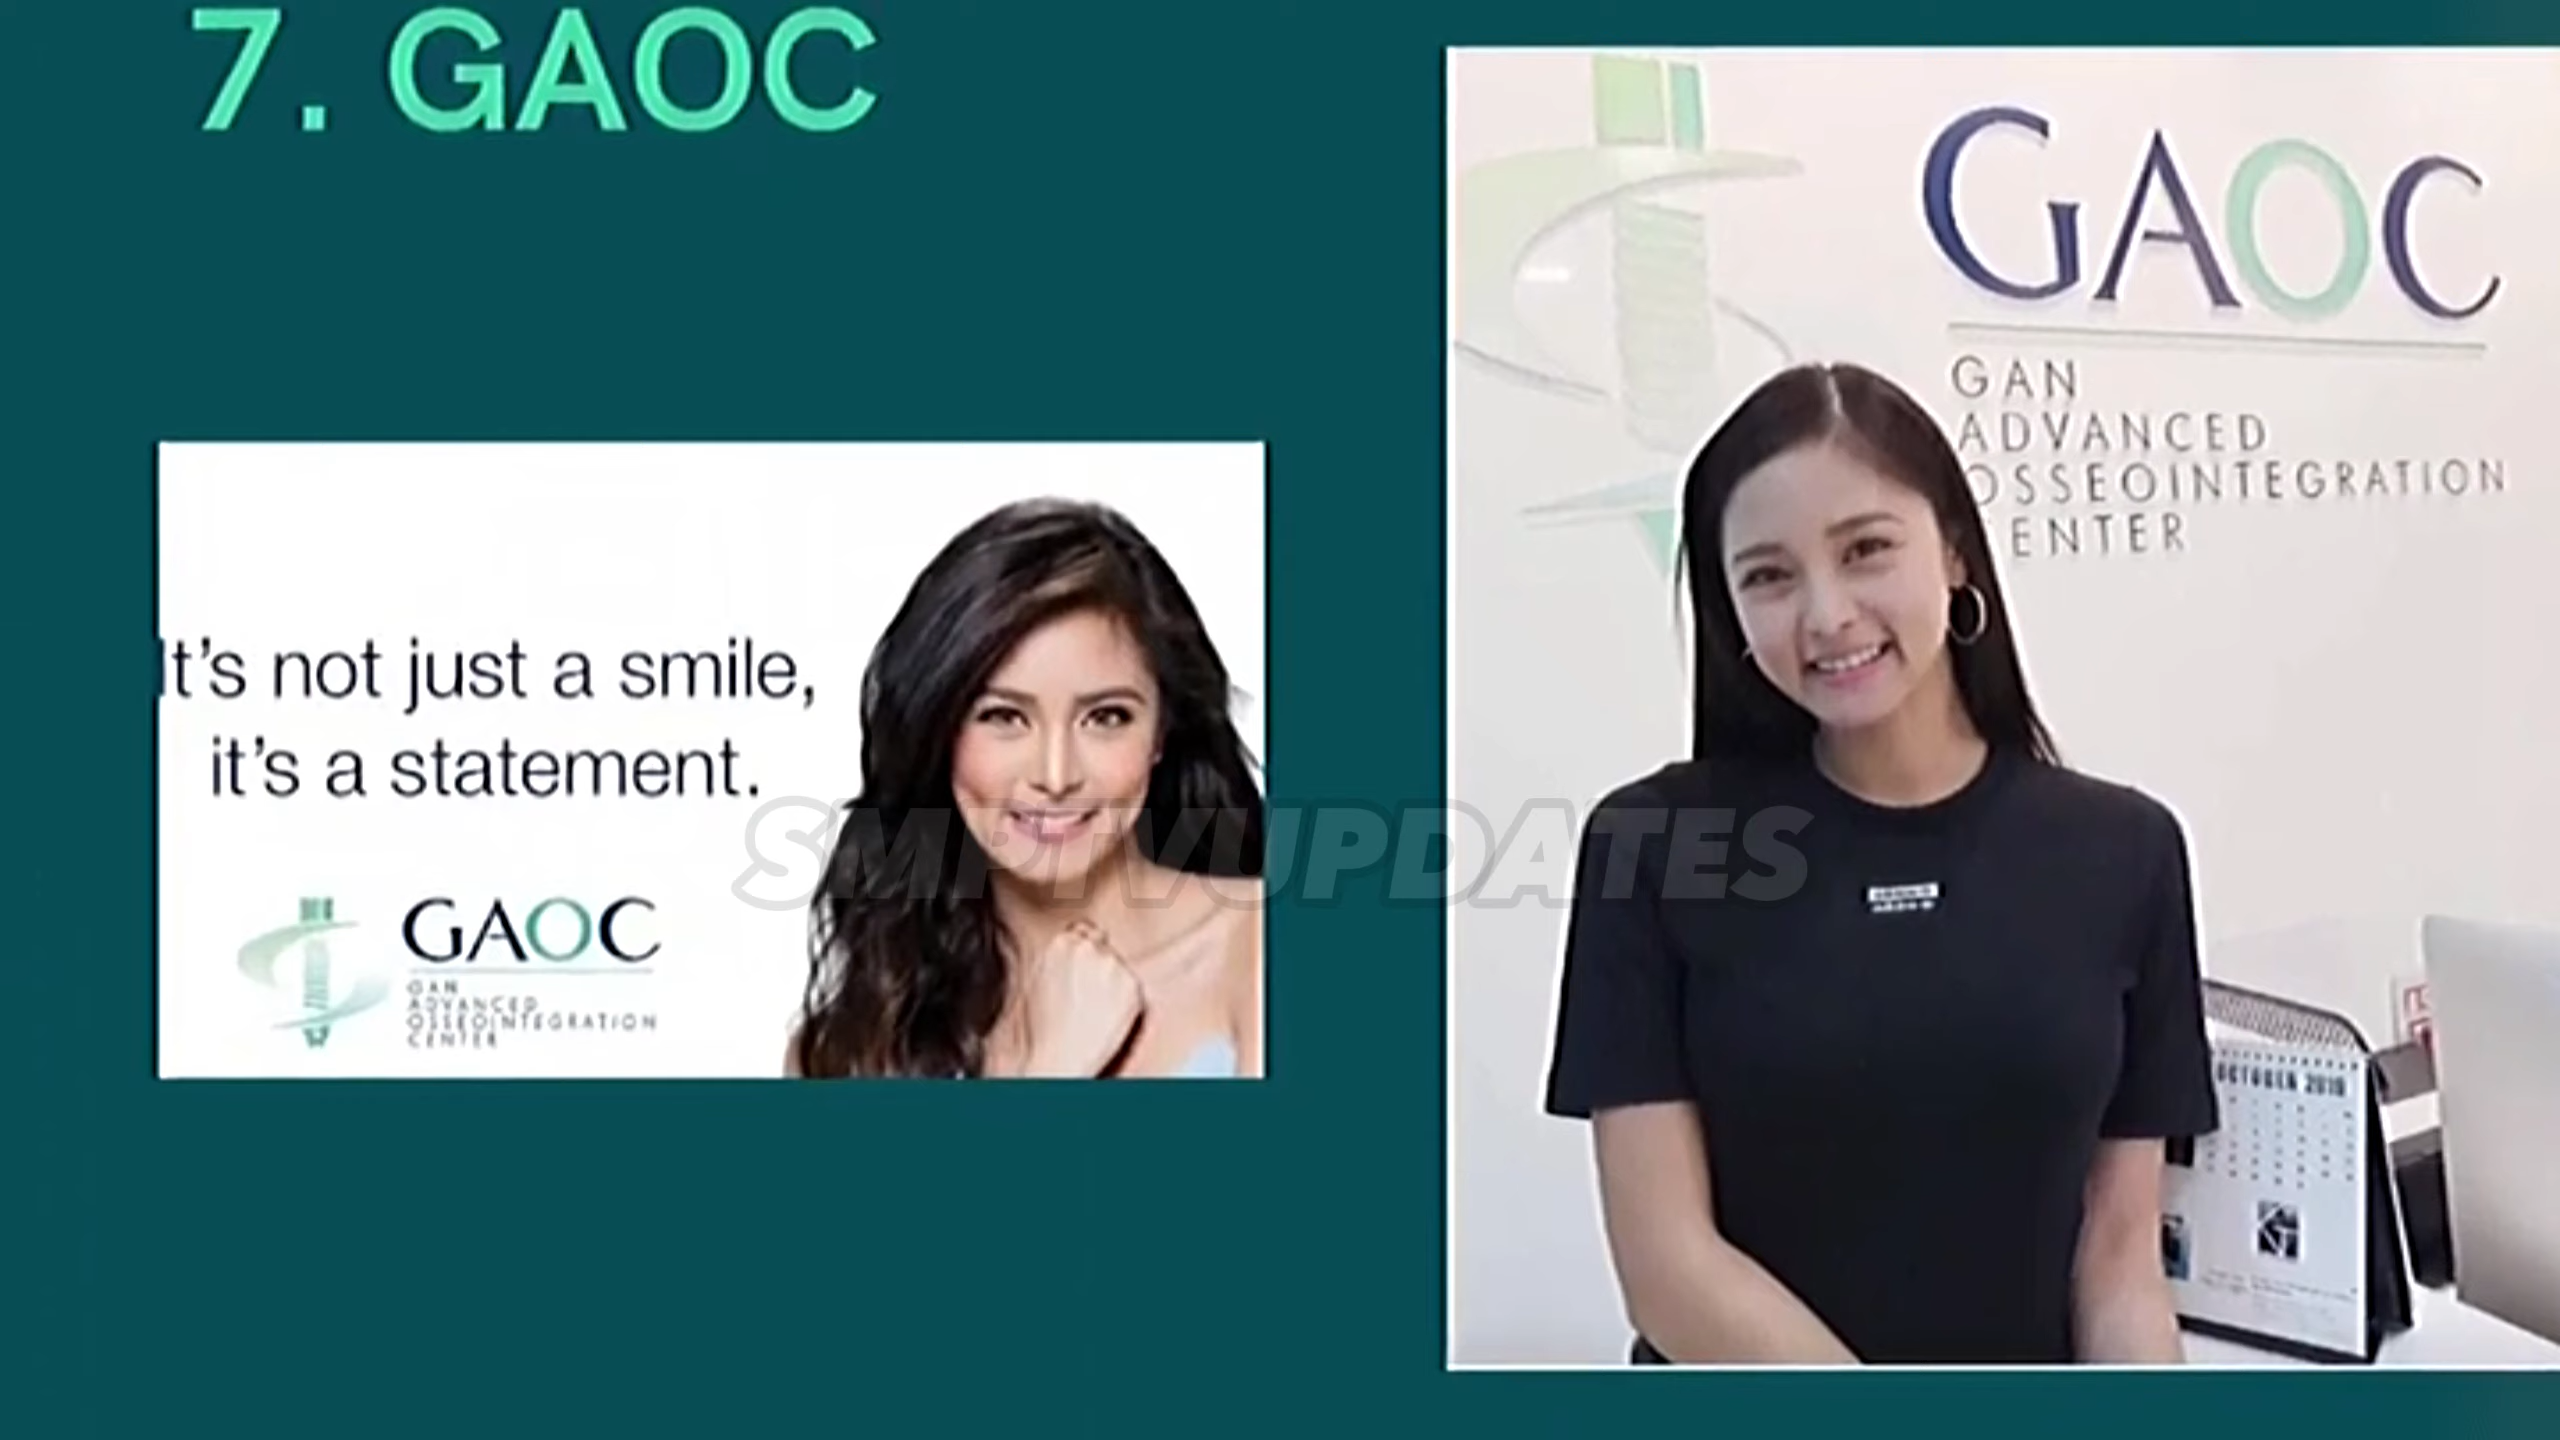 7. GAOC
It's not just a smile,
it's a statement.
GAOC
GAN
ADVANCED
OSSEOINTEGRATION
CENTER
GAOC
GAN
ADVANCED
OSSEOINTEGRATION
ENTER
SMPTVUPDATES
OCTOBER 2019